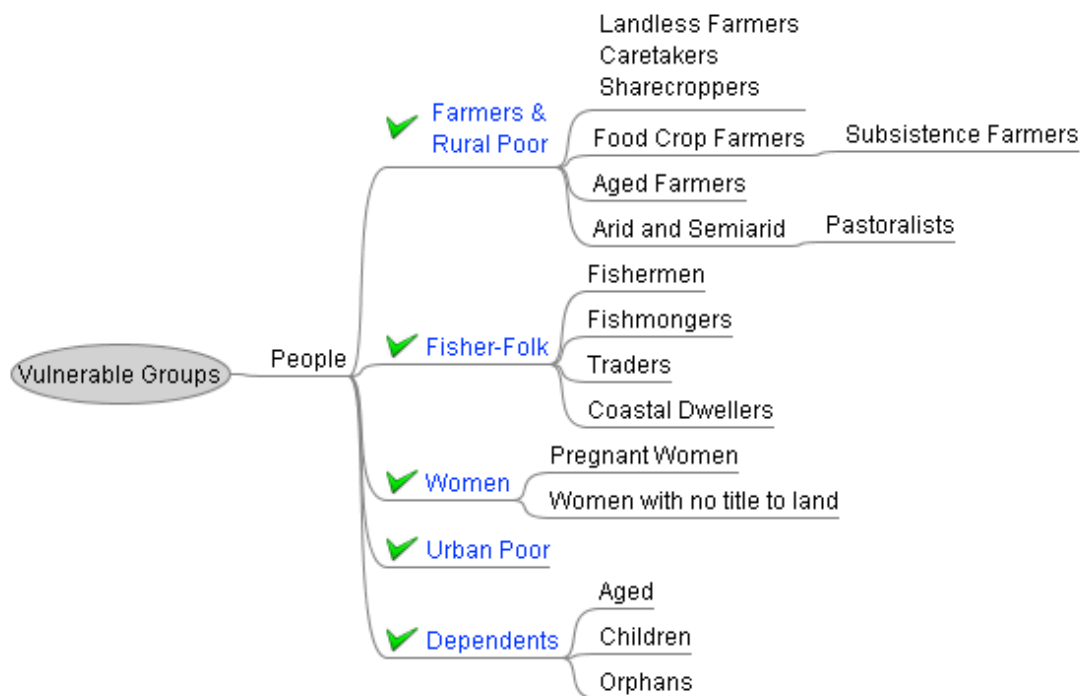 Vulnerable Groups
People
Farmers &
Rural Poor
Landless Farmers
Caretakers
Sharecroppers
Food Crop Farmers
Subsistence Farmers
Aged Farmers
Arid and Semiarid
Pastoralists
Fisher-Folk
Fishermen
Fishmongers
Traders
Coastal Dwellers
Women
Pregnant Women
Women with no title to land
Urban Poor
Dependents
Aged
Children
Orphans